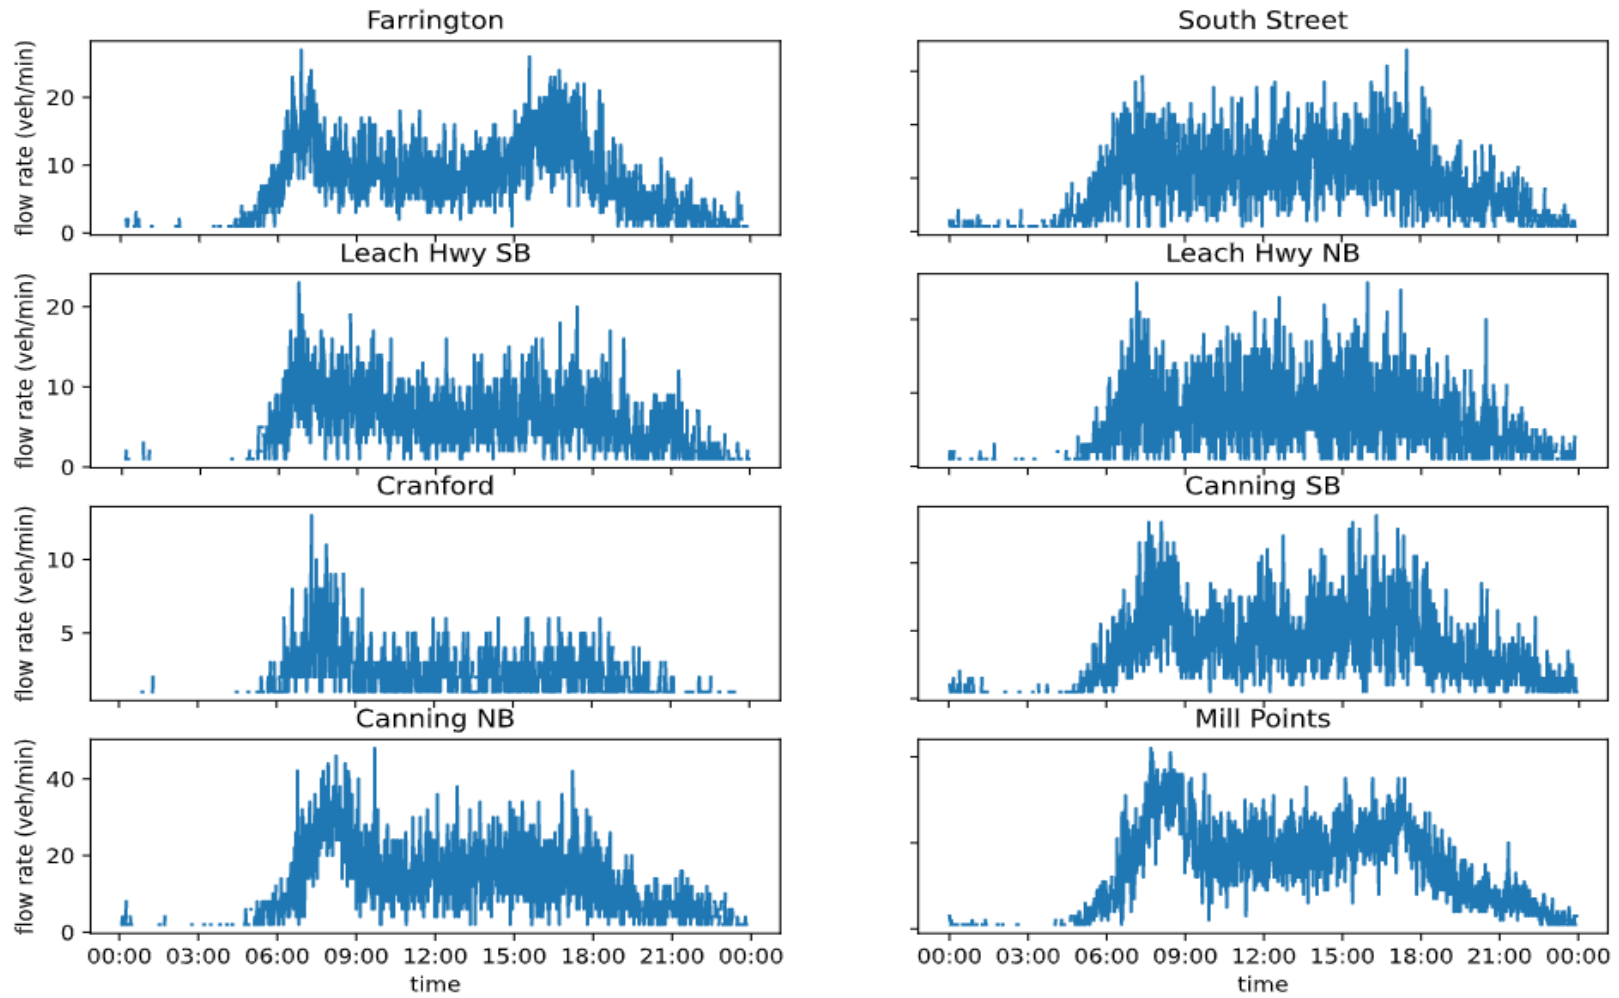 Farrington
South Street
flow rate (veh/min)
20
10
0
Leach Hwy SB
Leach Hwy NB
flow rate (veh/min)
20
10
0
Cranford
Canning SB
flow rate (veh/min)
10
5
Canning NB
Mill Points
flow rate (veh/min)
40
20
0
00:00 03:00 06:00 09:00 12:00 15:00 18:00 21:00 00:00
00:00 03:00 06:00 09:00 12:00 15:00 18:00 21:00 00:00
time
time